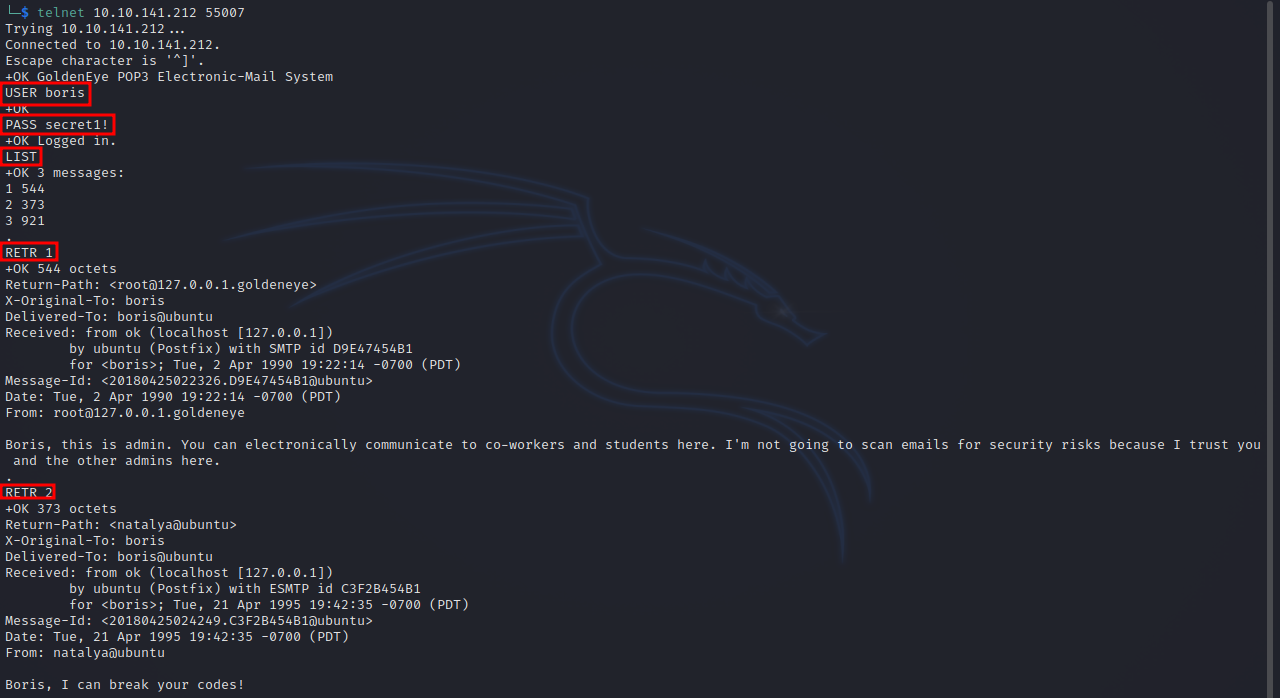 └─$ telnet 10.10.141.212 55007
Trying 10.10.141.212...
Connected to 10.10.141.212.
Escape character is '^]'.
+OK GoldenEye POP3 Electronic-Mail System
USER boris
+OK
PASS secret1!
+OK Logged in.
LIST
+OK 3 messages:
1 544
2 373
3 921
.
RETR 1
+OK 544 octets
Return-Path: <root@127.0.0.1.goldeneye>
X-Original-To: boris
Delivered-To: boris@ubuntu
Received: from ok (localhost [127.0.0.1])
        by ubuntu (Postfix) with SMTP id D9E47454B1
        for <boris>; Tue, 2 Apr 1990 19:22:14 -0700 (PDT)
Message-Id: <20180425022326.D9E47454B1@ubuntu>
Date: Tue, 2 Apr 1990 19:22:14 -0700 (PDT)
From: root@127.0.0.1.goldeneye

Boris, this is admin. You can electronically communicate to co-workers and students here. I'm not going to scan emails for security risks because I trust you
 and the other admins here.
.
RETR 2
+OK 373 octets
Return-Path: <natalya@ubuntu>
X-Original-To: boris
Delivered-To: boris@ubuntu
Received: from ok (localhost [127.0.0.1])
        by ubuntu (Postfix) with ESMTP id C3F2B454B1
        for <boris>; Tue, 21 Apr 1995 19:42:35 -0700 (PDT)
Message-Id: <20180425024249.C3F2B454B1@ubuntu>
Date: Tue, 21 Apr 1995 19:42:35 -0700 (PDT)
From: natalya@ubuntu

Boris, I can break your codes!